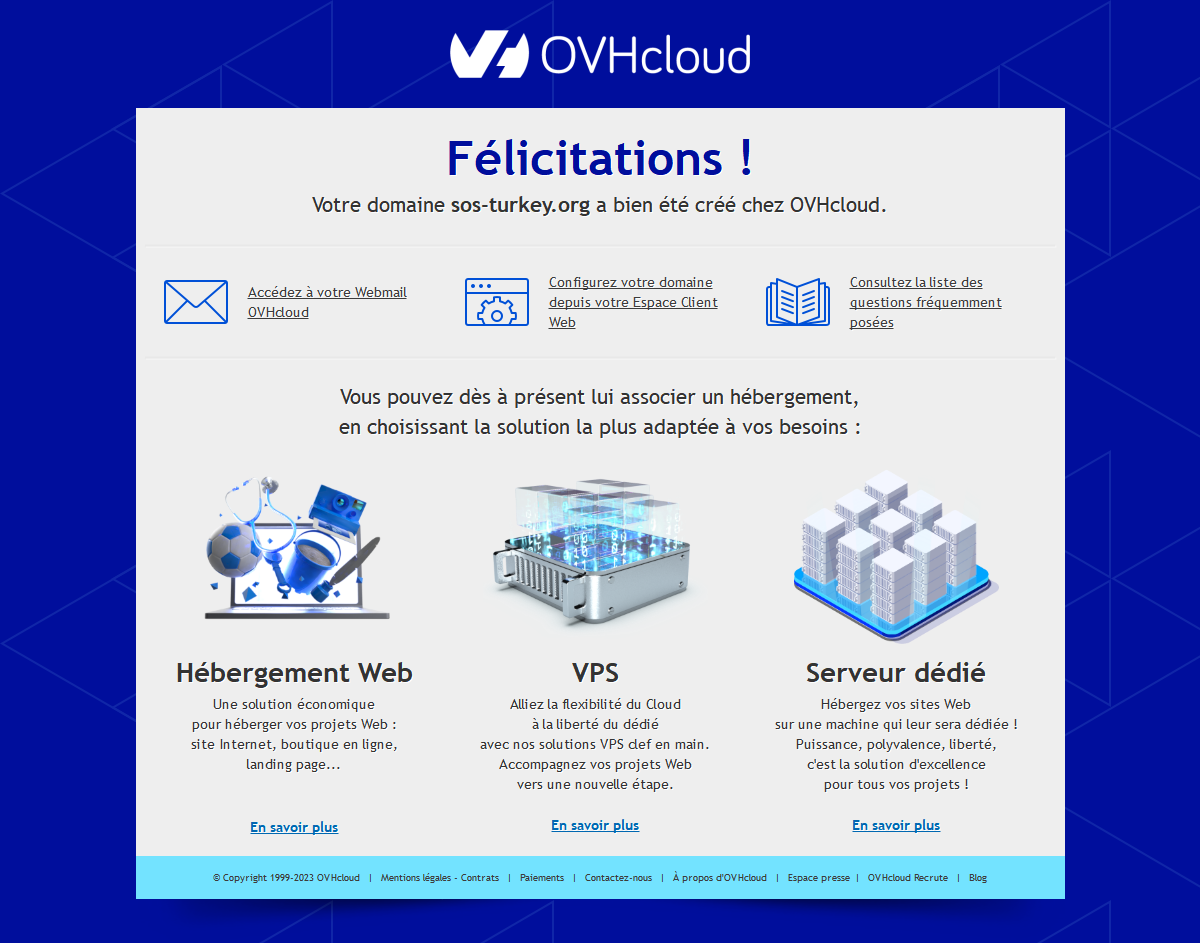 OVHcloud
Félicitations !
Votre domaine sos-turkey.org a bien été créé chez OVHcloud.
Accédez à votre Webmail
OVHcloud
Configurez votre domaine
depuis votre Espace Client
Web
Consultez la liste des
questions fréquemment
posées
Vous pouvez dès à présent lui associer un hébergement,
en choisissant la solution la plus adaptée à vos besoins :
Hébergement Web
Une solution économique
pour héberger vos projets Web :
site Internet, boutique en ligne,
landing page...
En savoir plus
VPS
Alliez la flexibilité du Cloud
à la liberté du dédié
avec nos solutions VPS clef en main.
Accompagnez vos projets Web
vers une nouvelle étape.
En savoir plus
Serveur dédié
Hébergez vos sites Web
sur une machine qui leur sera dédiée !
Puissance, polyvalence, liberté,
c'est la solution d'excellence
pour tous vos projets !
En savoir plus
© Copyright 1999-2023 OVHcloud | Mentions légales - Contrats | Paiements | Contactez-nous | À propos d'OVHcloud | Espace presse | OVHcloud Recrute | Blog